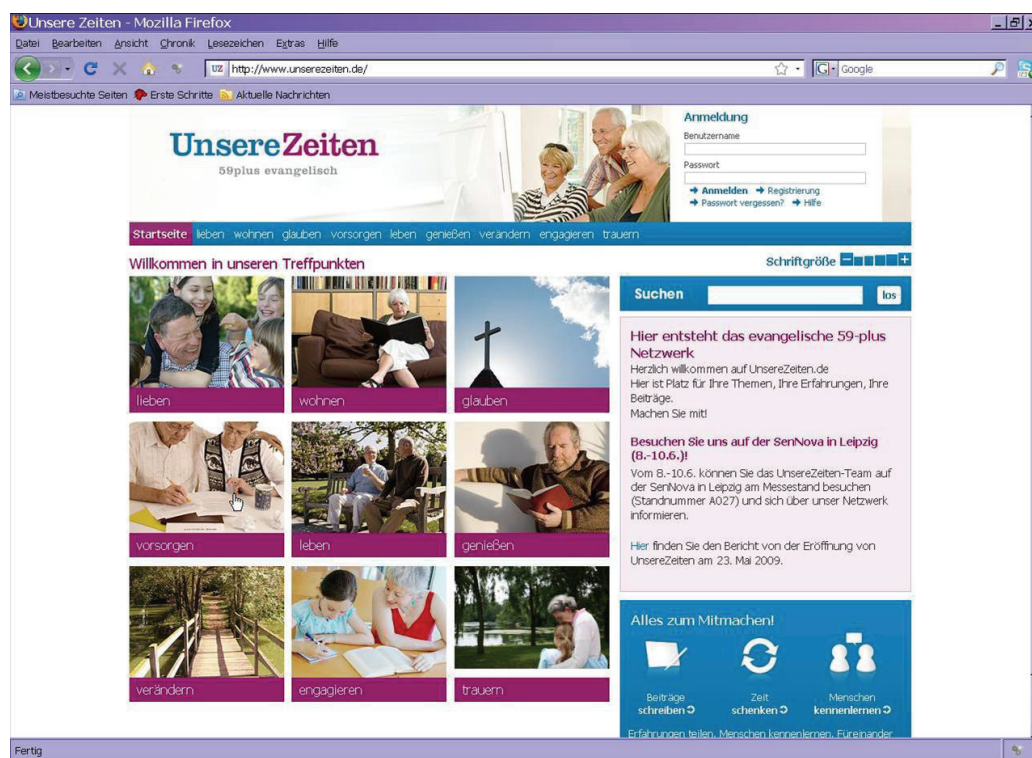 Unsere Zeiten - Mozilla Firefox
Datei Bearbeiten Ansicht Chronik Lesezeichen Extras Hilfe
UZ http://www.unserezeiten.de/
G Google
Meistbesuchte Seiten Erste Schritte Aktuelle Nachrichten
UnsereZeiten
59plus evangelisch
Anmeldung
Benutzername
Passwort
Anmelden Registrierung
Passwort vergessen? Hilfe
Startseite lieben wohnen glauben vorsorgen leben genießen verändern engagieren trauern
Willkommen in unseren Treffpunkten
Schriftgröße
lieben
wohnen
glauben
vorsorgen
leben
genießen
verändern
engagieren
trauern
Suchen los
Hier entsteht das evangelische 59-plus
Netzwerk
Herzlich willkommen auf UnsereZeiten.de
Hier ist Platz für Ihre Themen, Ihre Erfahrungen, Ihre
Beiträge.
Machen Sie mit!
Besuchen Sie uns auf der SenNova in Leipzig
(8.-10.6.)!
Vom 8.-10.6. können Sie das UnsereZeiten-Team auf
der SenNova in Leipzig am Messestand besuchen
(Standnummer A027) und sich über unser Netzwerk
informieren.
Hier finden Sie den Bericht von der Eröffnung von
UnsereZeiten am 23. Mai 2009.
Alles zum Mitmachen!
Beiträge
schreiben
Zeit
schenken
Menschen
kennenlernen
Erfahrungen teilen, Menschen kennenlernen, Füreinander
Fertig